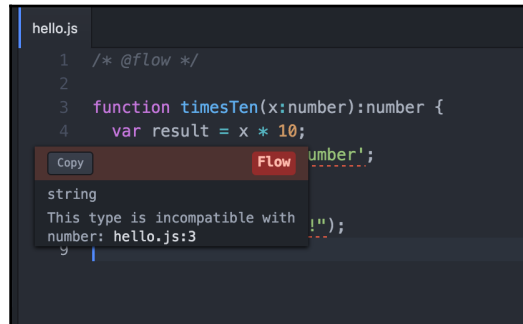 hello.js
1 /* @flow */
2
3 function timesTen(x:number):number {
4 var result = x * 10;
umber';
Copy Flow
string
This type is incompatible with
!");
number: hello.js:3
9